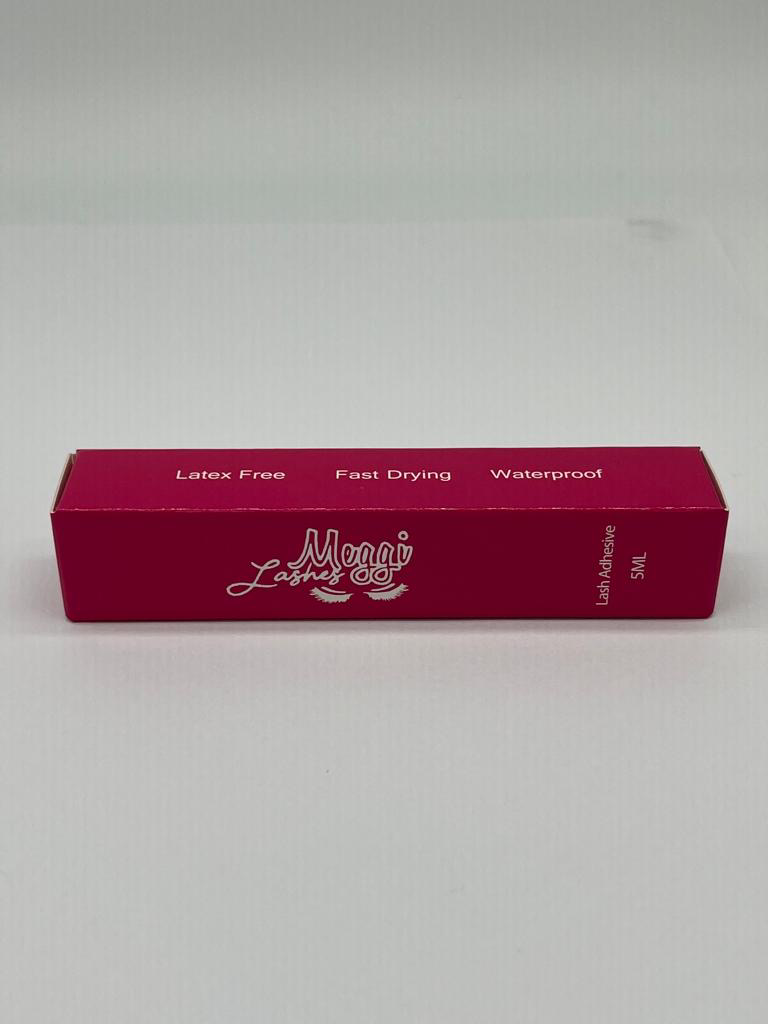 Latex Free Fast Drying Waterproof
Meggi
Lashes
Lash Adhesive
5ML